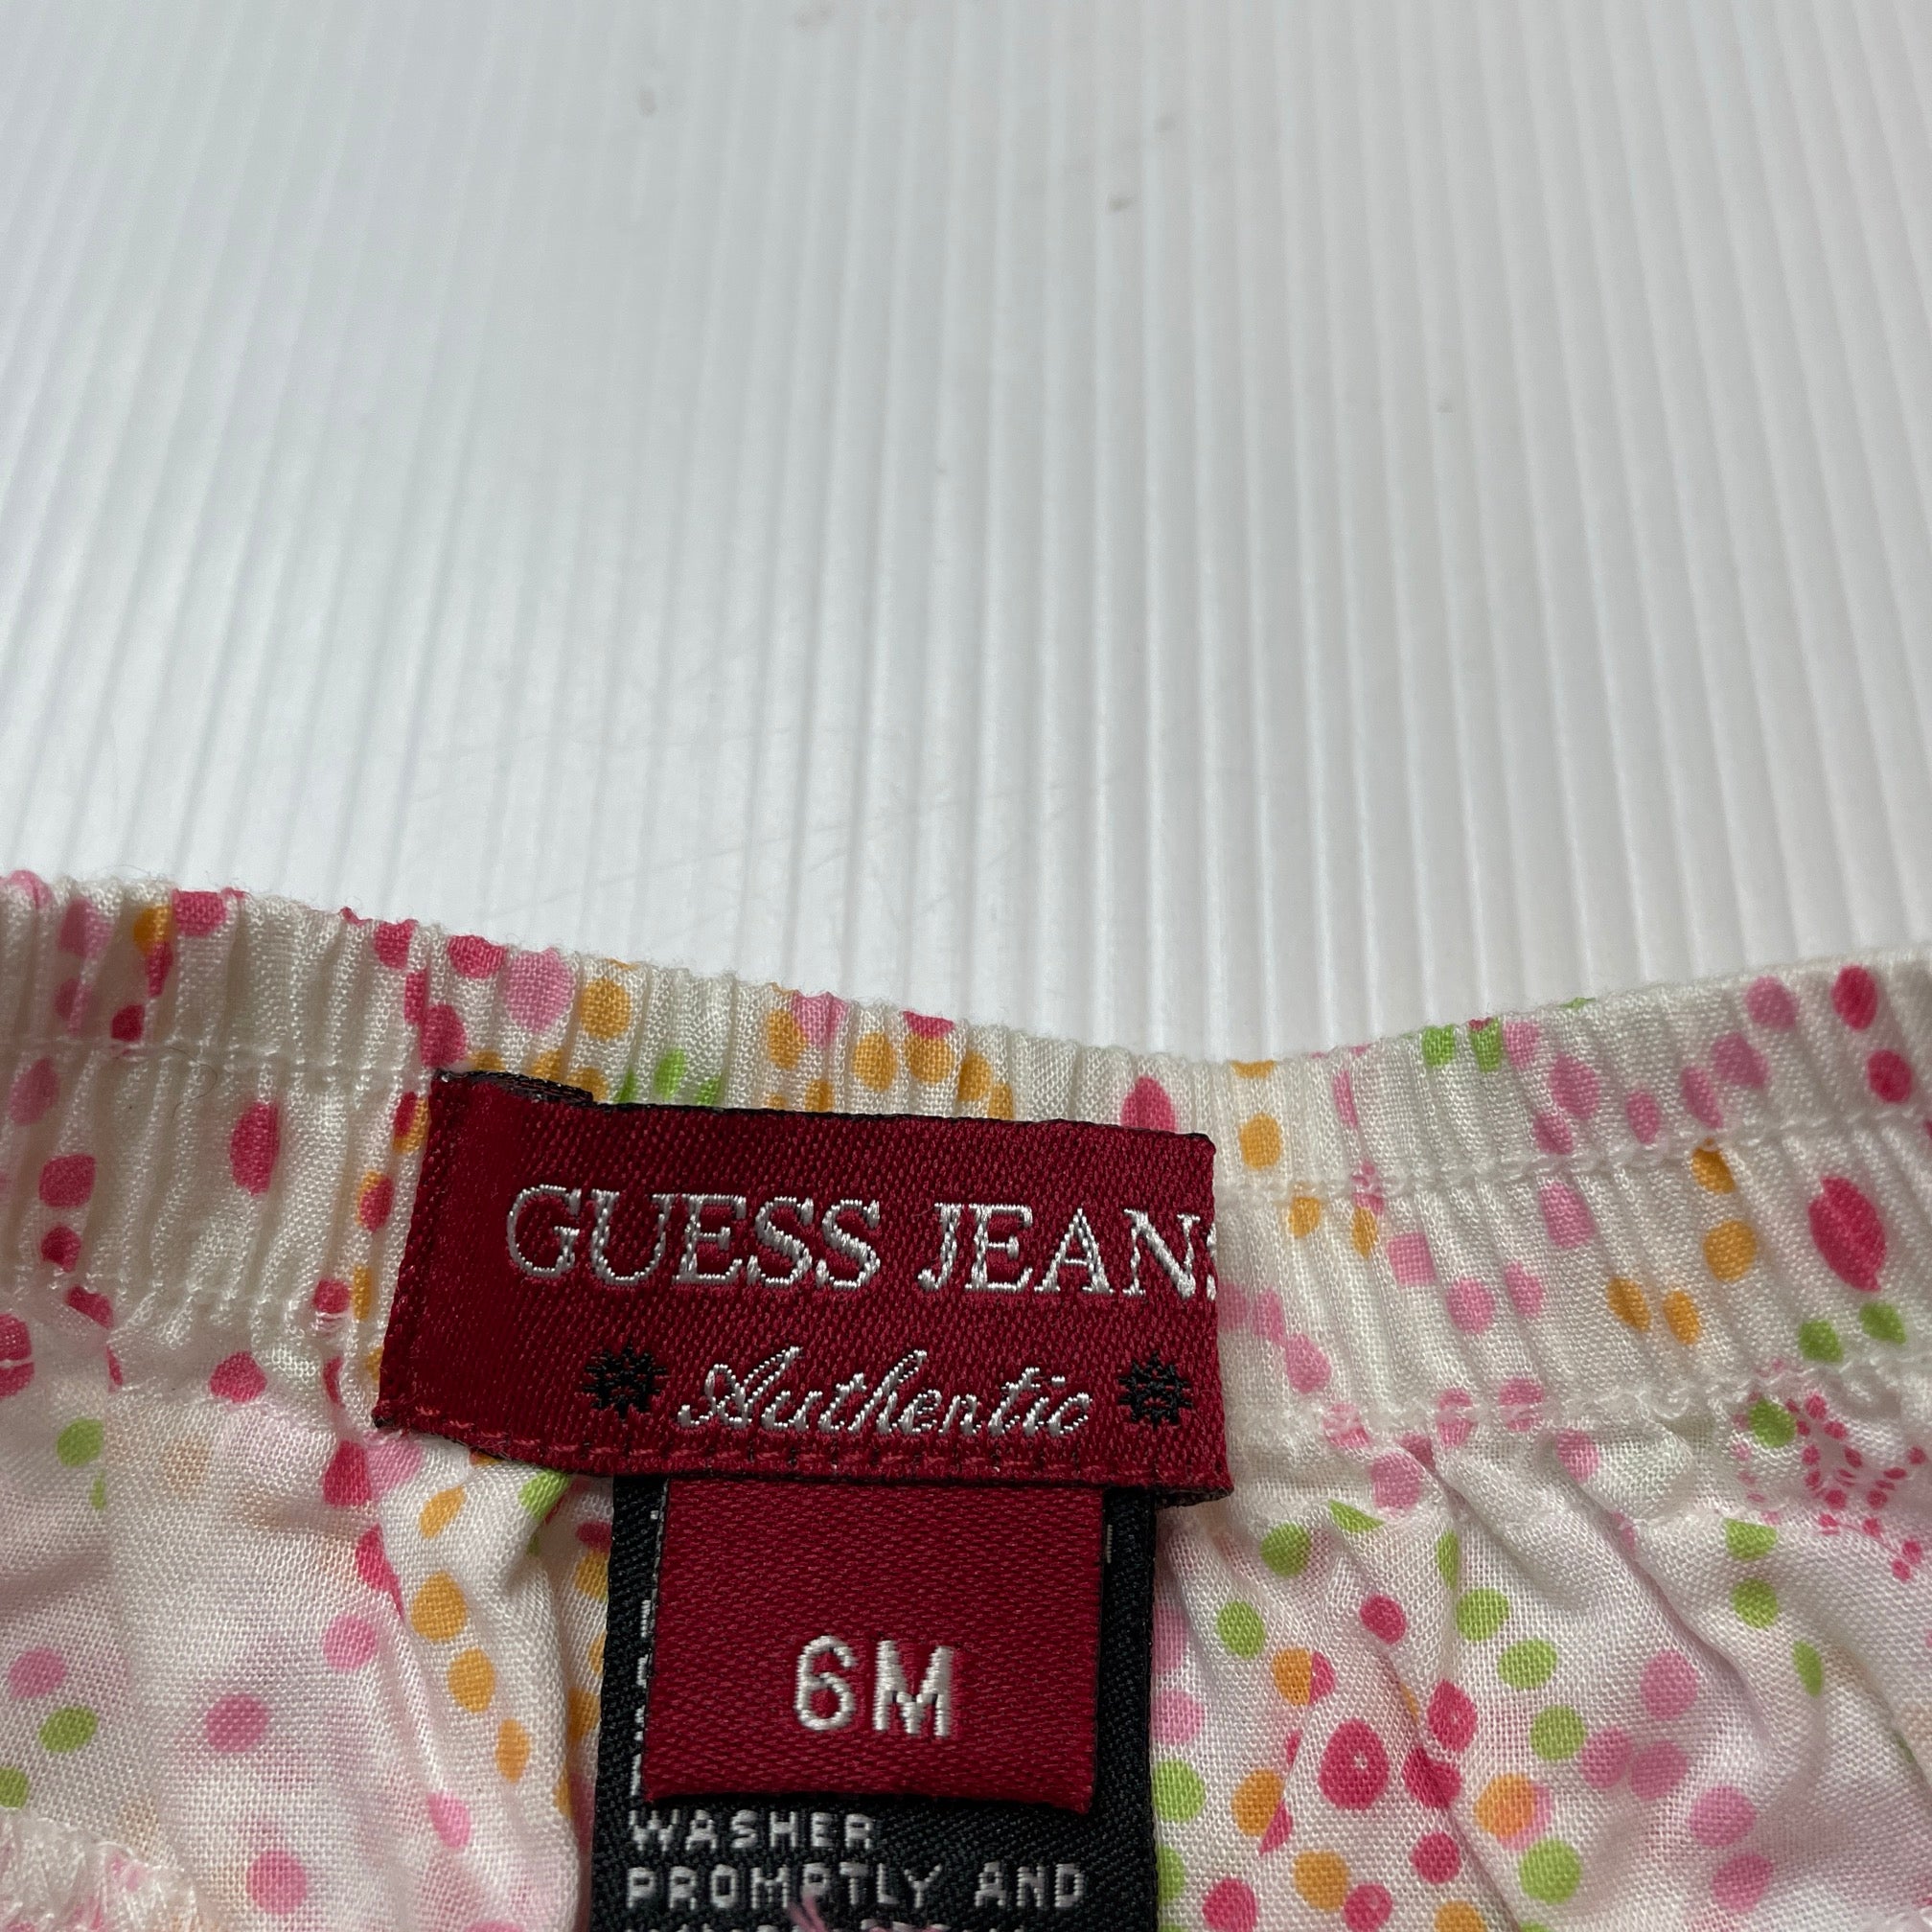 GUESS JEANS
Authentic
6M
WASHER
PROMPTLY AND